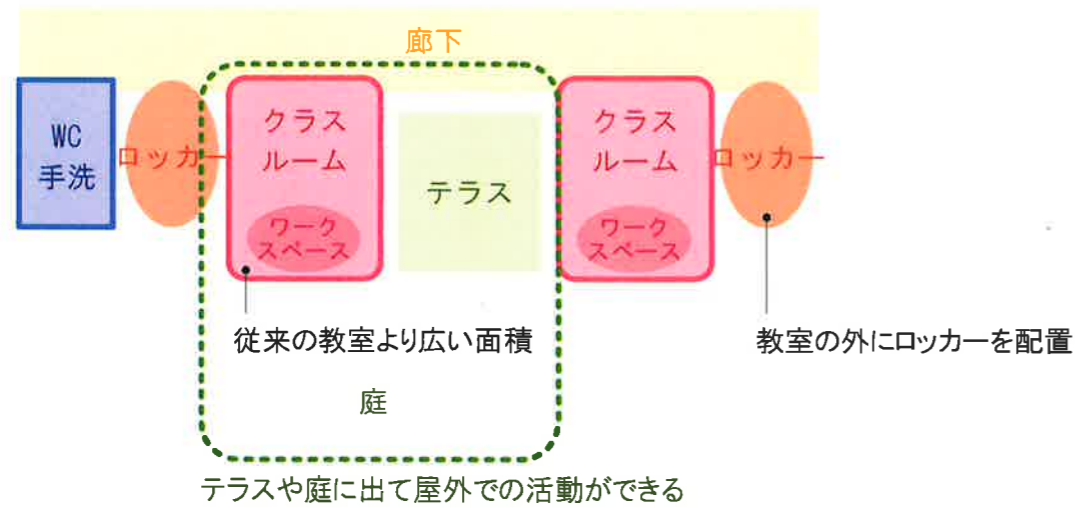 廊下
WC
手洗
ロッカー
クラス
ルーム
ワーク
スペース
テラス
クラス
ルーム
ワーク
スペース
ロッカー
従来の教室より広い面積
教室の外にロッカーを配置
庭
テラスや庭に出て屋外での活動ができる